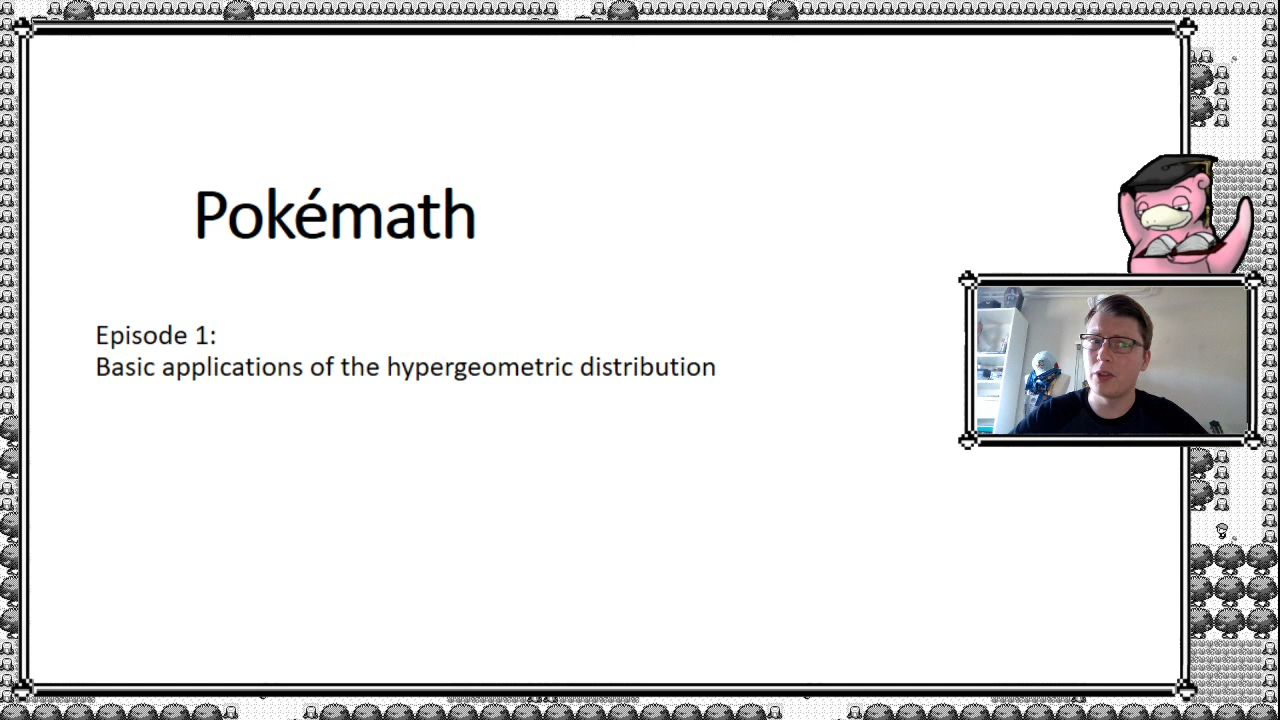 Pokémath
Episode 1:
Basic applications of the hypergeometric distribution